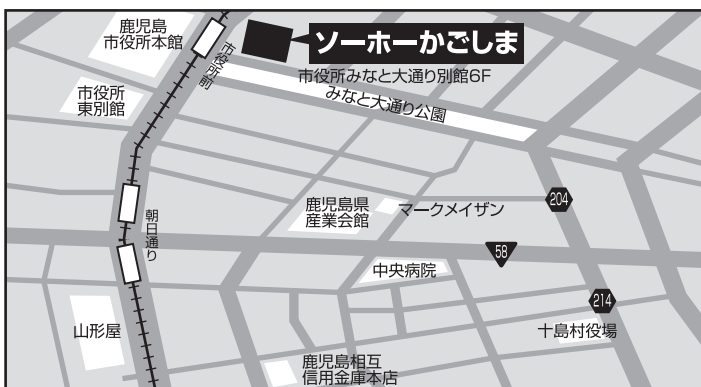 鹿児島
市役所本館
ソーホーかごしま
市役所前
市役所みなと大通り別館6F
みなと大通り公園
市役所
東別館
鹿児島県
産業会館
マークメイザン
204
朝日通り
58
中央病院
214
山形屋
十島村役場
鹿児島相互
信用金庫本店